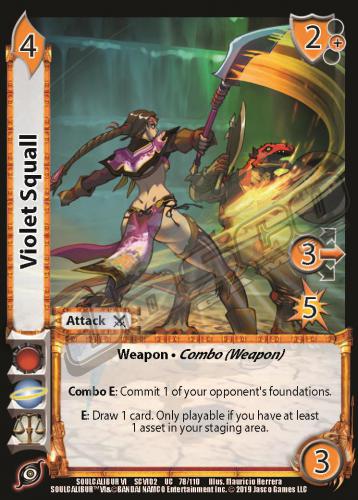 4
2
+
Violet Squall
3
5
Attack
Weapon • Combo (Weapon)
Combo E: Commit 1 of your opponent's foundations.
E: Draw 1 card. Only playable if you have at least
1 asset in your staging area.
3
SOULCALIBUR VI SCVI02 UC 78/110 Illus. Mauricio Herrera
SOULCALIBUR™VI&©BANDAI NAMCO Entertainment Inc. © 2019 Jasco Games LLC